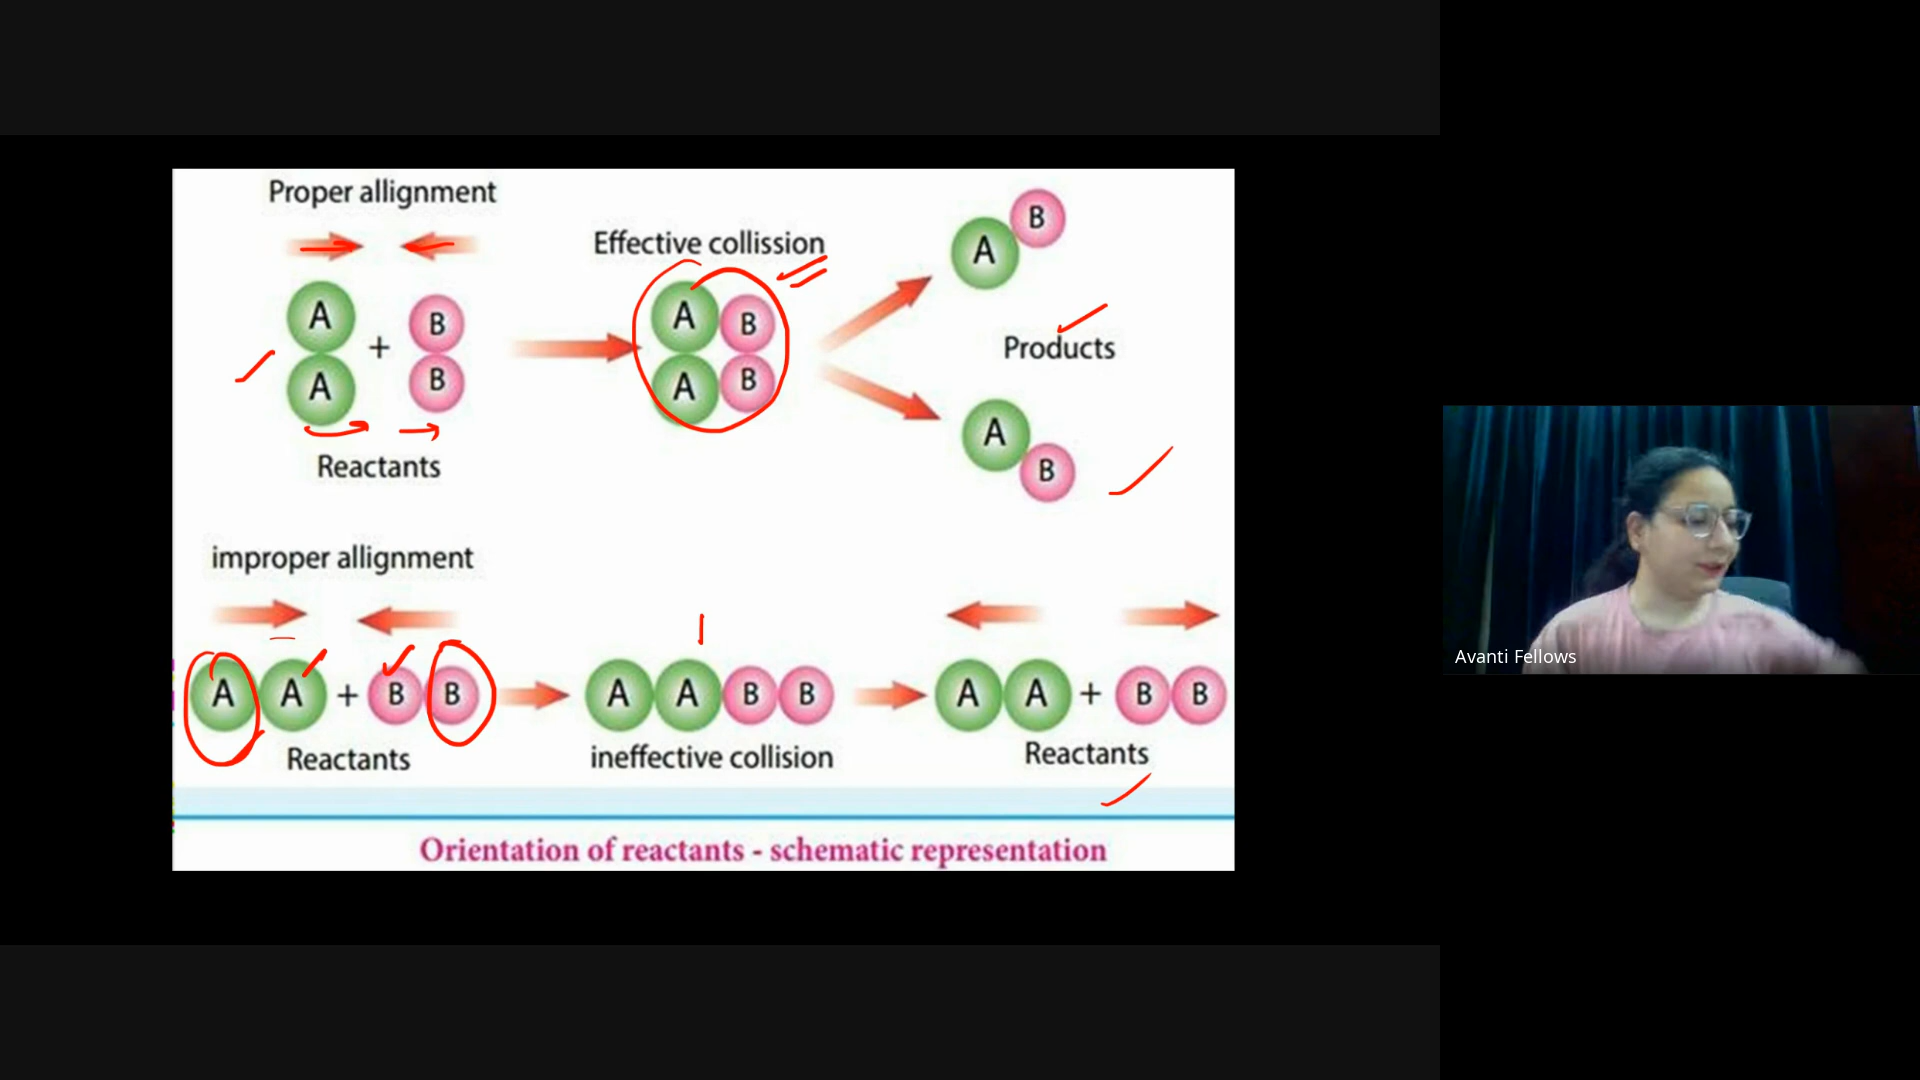 Proper allignment
Effective collission
A B
A + B
A B
Reactants
A B
A B
A B
Products
A B
improper allignment
A A + B B
Reactants
A A B B
ineffective collision
A A + B B
Reactants
Orientation of reactants - schematic representation
Avanti Fellows